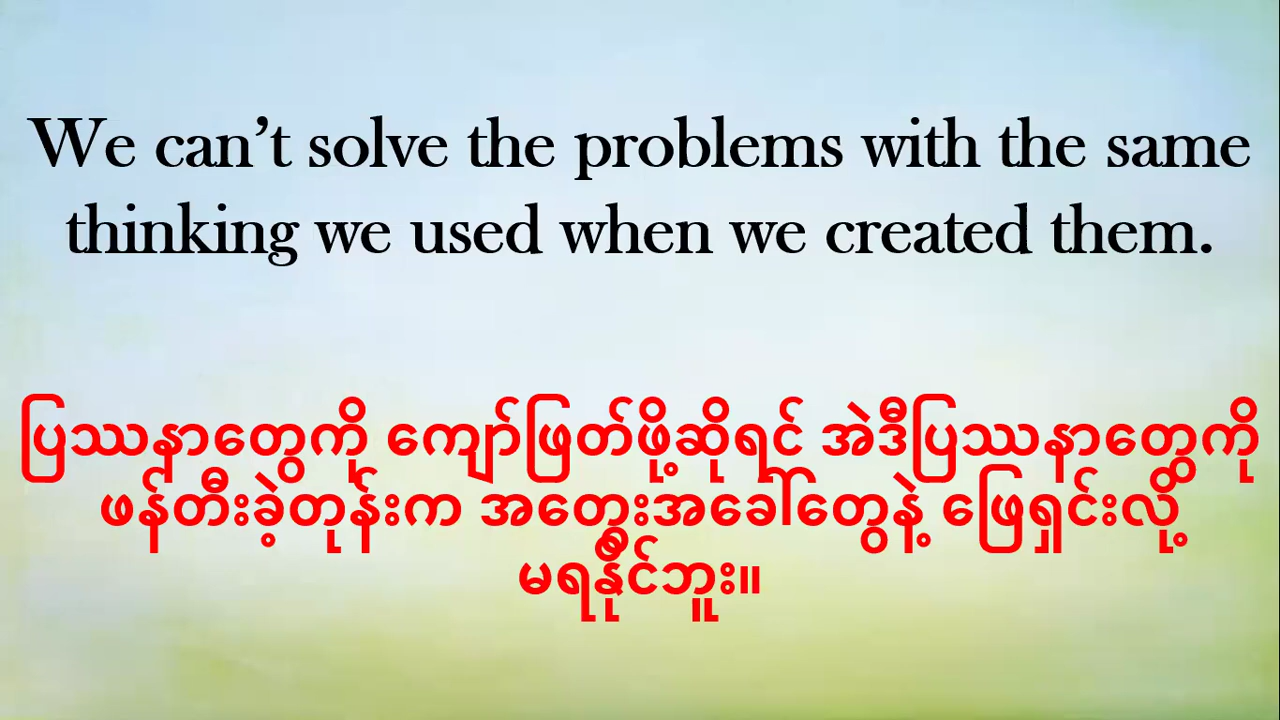 We can’t solve the problems with the same
thinking we used when we created them.
ပြဿနာတွေကို ကျော်ဖြတ်ဖို့ဆိုရင် အဲဒီပြဿနာတွေကို
ဖန်တီးခဲ့တုန်းက အတွေးအခေါ်တွေနဲ့ ဖြေရှင်းလို့
မရနိုင်ဘူး။